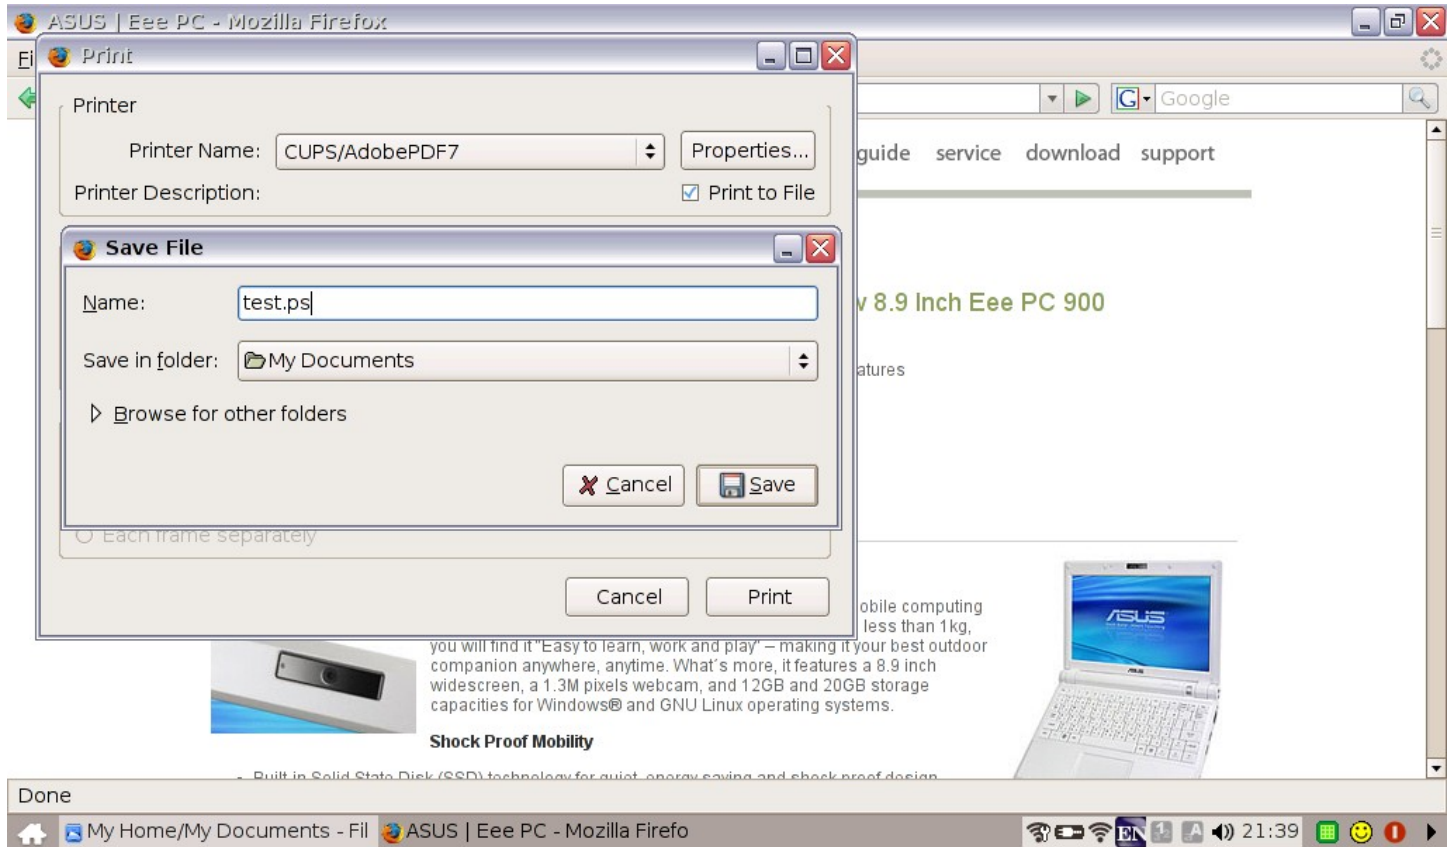 ASUS | Eee PC - Mozilla Firefox
Fi
Print
Printer
Google
Printer Name: CUPS/AdobePDF7 Properties...
guide service download support
Printer Description: Print to File
Save File
Name: test.ps
8.9 Inch Eee PC 900
Save in folder: My Documents
atures
Browse for other folders
Cancel Save
Each frame separately
Cancel Print
obile computing
less than 1kg,
you will find it "Easy to learn, work and play" – making it your best outdoor
companion anywhere, anytime. What´s more, it features a 8.9 inch
widescreen, a 1.3M pixels webcam, and 12GB and 20GB storage
capacities for Windows® and GNU Linux operating systems.
ASUS
Shock Proof Mobility
- Built in Solid State Disk (SSD) technology for quiet, energy saving and shock proof design
Done
My Home/My Documents - Fil ASUS | Eee PC - Mozilla Firefo EN 21:39